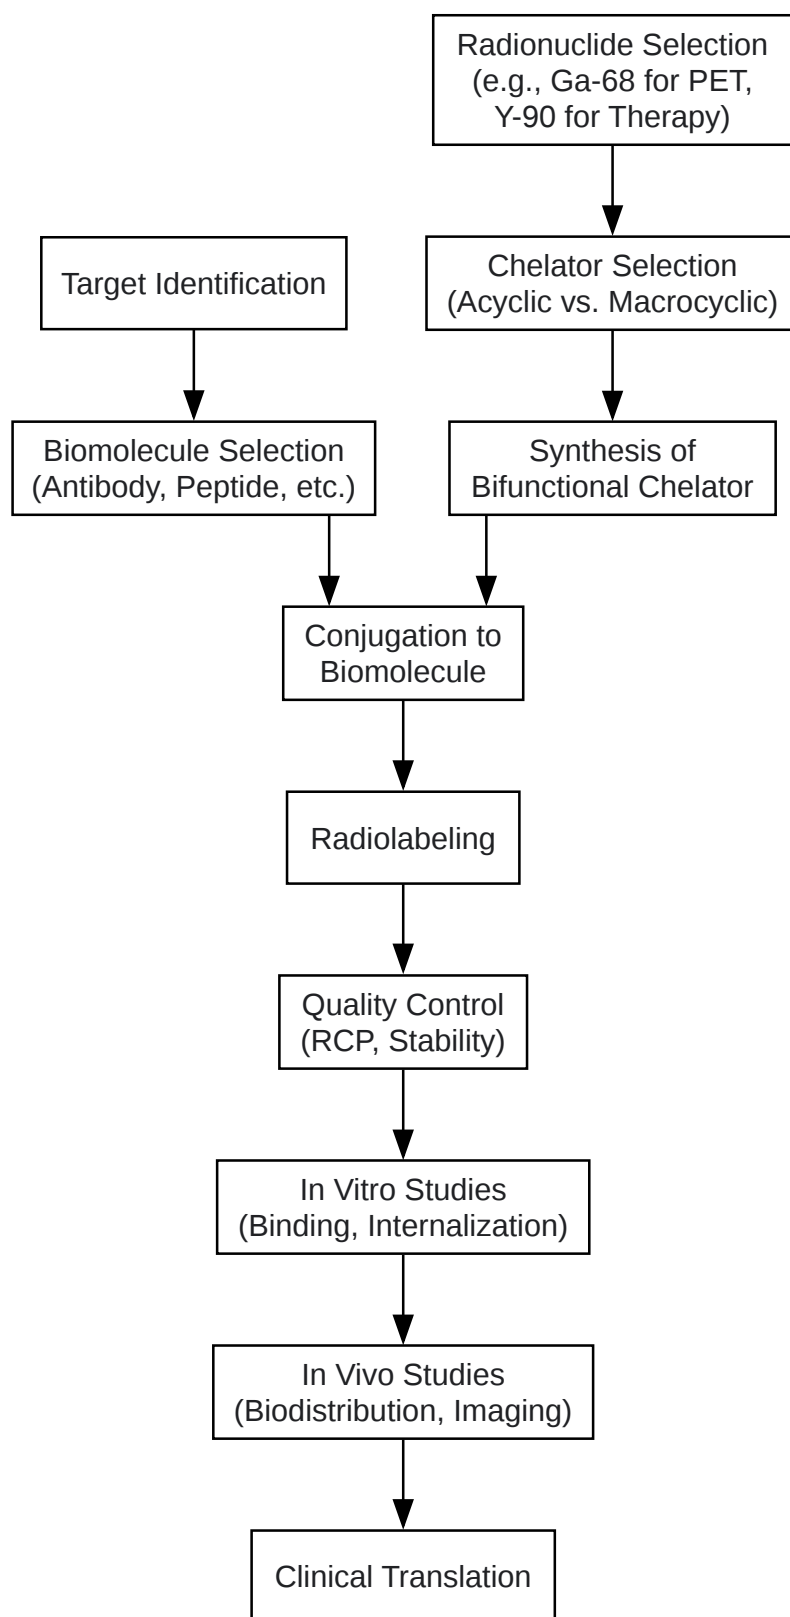 Radionuclide Selection
(e.g., Ga-68 for PET,
Y-90 for Therapy)
Target Identification
Chelator Selection
(Acyclic vs. Macrocyclic)
Biomolecule Selection
(Antibody, Peptide, etc.)
Synthesis of
Bifunctional Chelator
Conjugation to
Biomolecule
Radiolabeling
Quality Control
(RCP, Stability)
In Vitro Studies
(Binding, Internalization)
In Vivo Studies
(Biodistribution, Imaging)
Clinical Translation